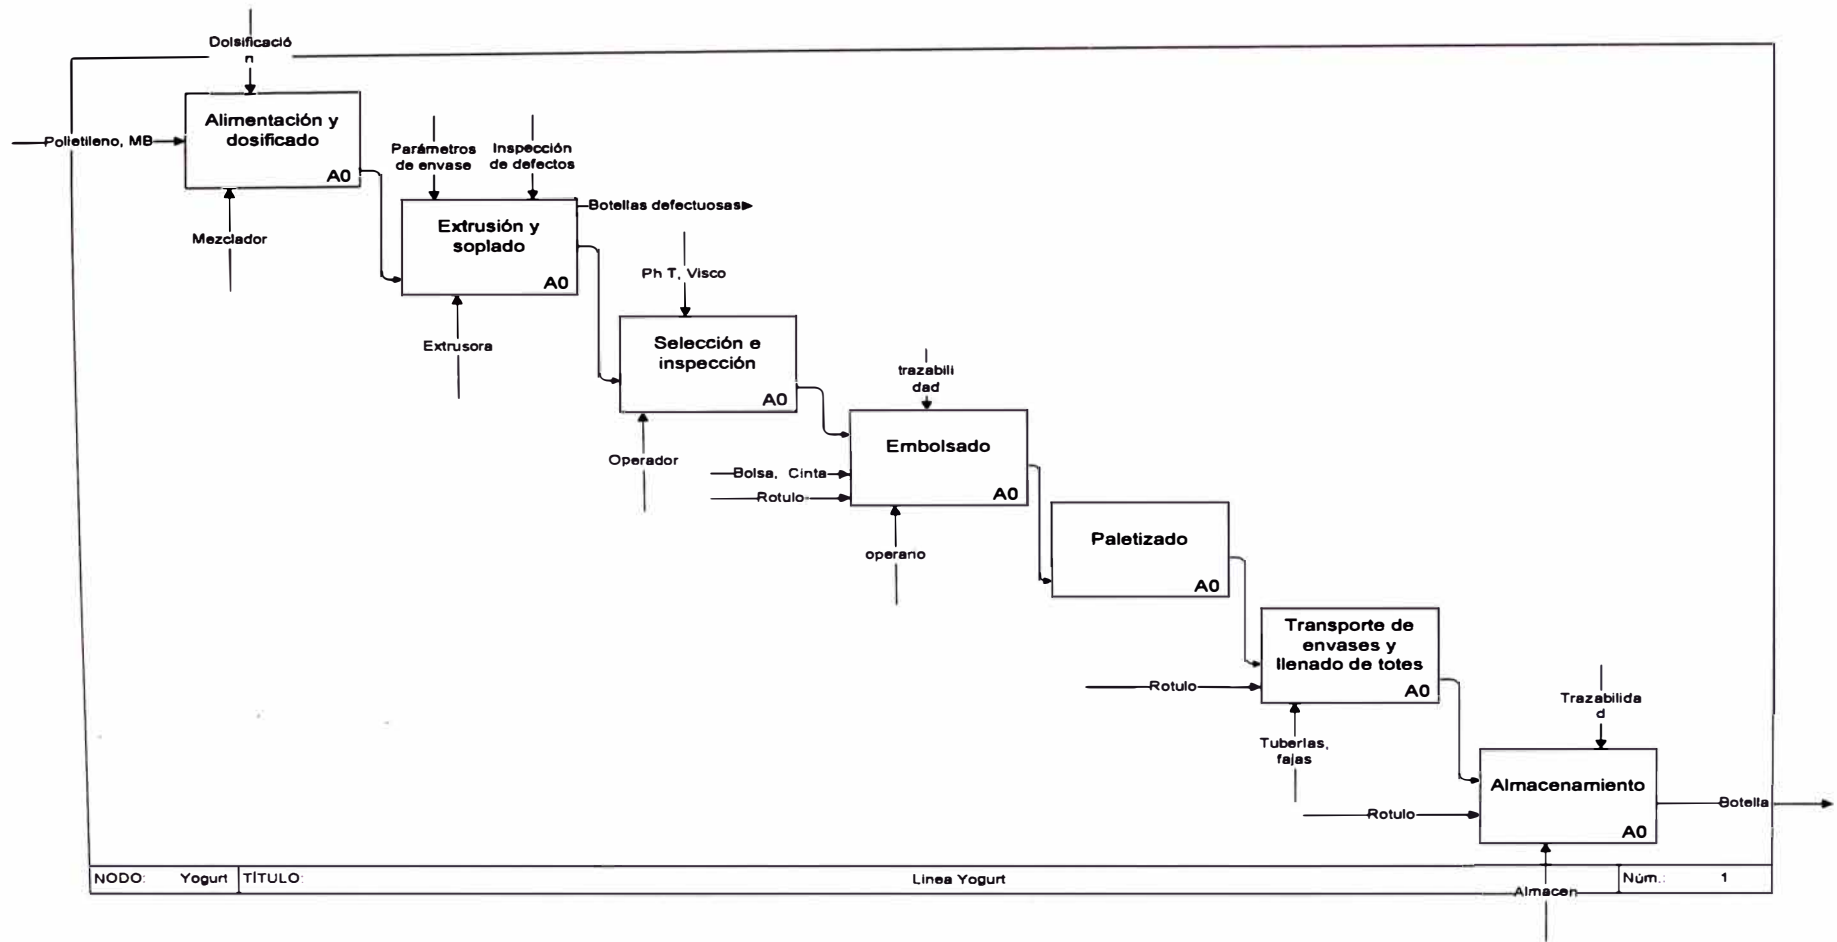 Dolsificació
n
Alimentación y
dosificado
A0
Polietileno, MB
Mezclador
Parámetros
de envase
Inspección
de defectos
Extrusión y
soplado
A0
Botellas defectuosas
Extrusora
Ph T, Visco
Selección e
inspección
A0
Operador
trazabili
dad
Embolsado
A0
Bolsa, Cinta
Rotulo
operario
Paletizado
A0
Transporte de
envases y
llenado de totes
A0
Rotulo
Tuberías,
fajas
Trazabilida
d
Almacenamiento
A0
Rotulo
Botella
Almacen
NODO: Yogurt TÍTULO: Linea Yogurt Núm.: 1